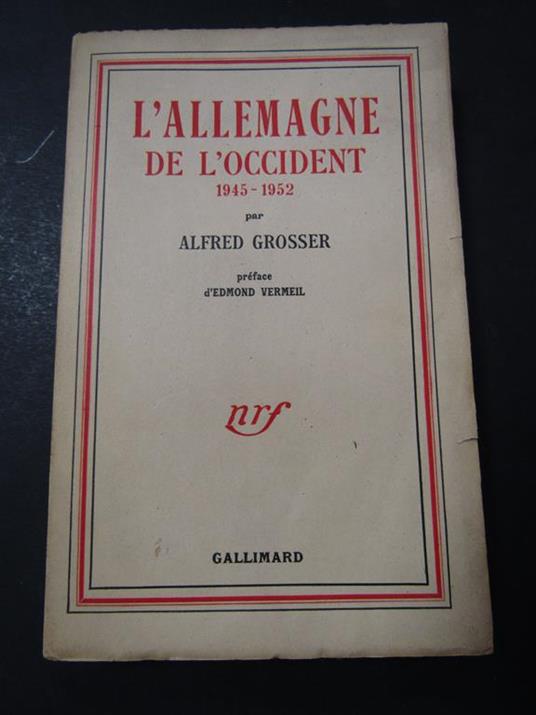 L'ALLEMAGNE
DE L'OCCIDENT
1945-1952
par
ALFRED GROSSER
préface
d'EDMOND VERMEIL
nrf
GALLIMARD